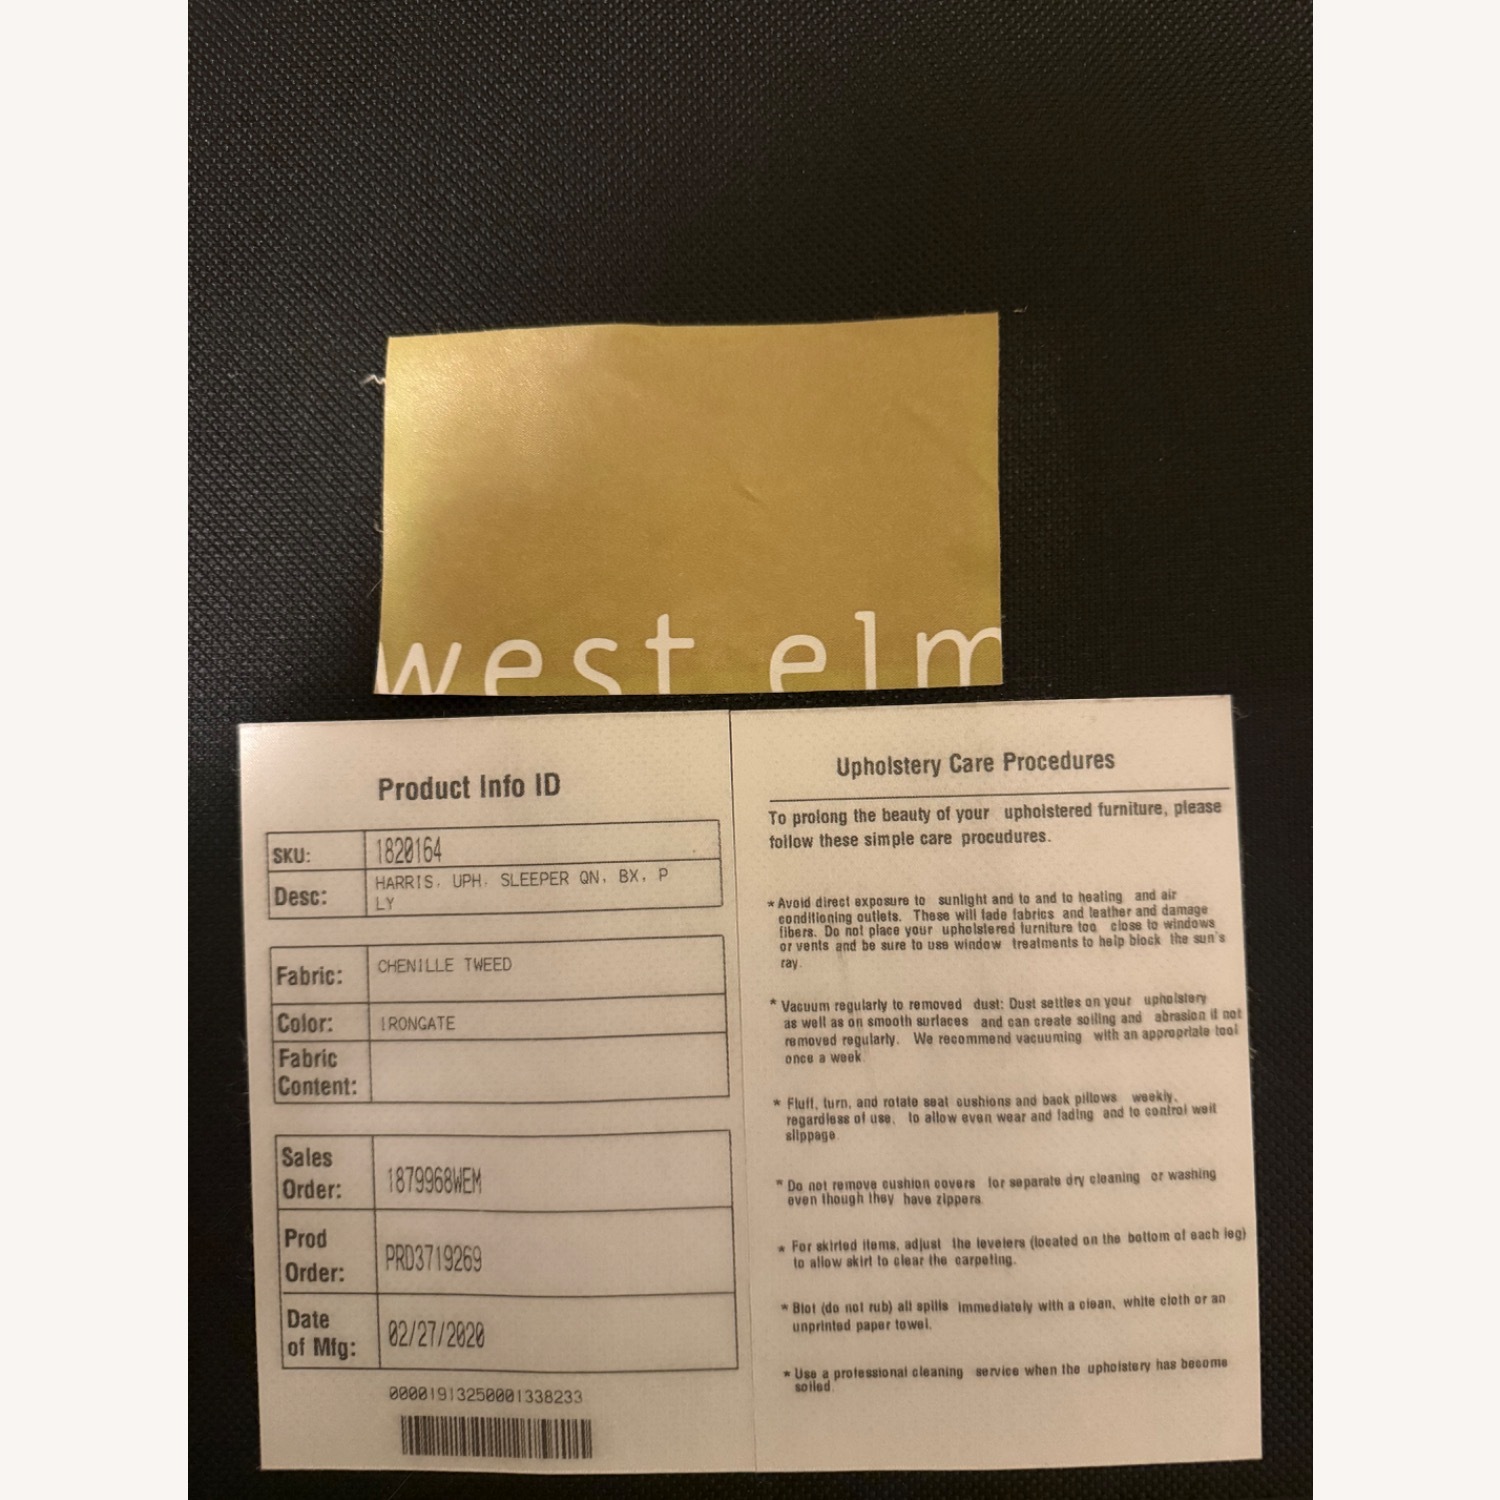 west elm
Product Info ID
SKU: 1820164
Desc: HARRIS. UPH. SLEEPER QN, BX, P
LY
Fabric: CHENILLE TWEED
Color: IRONGATE
Fabric
Content:
Sales
Order: 1879968WEM
Prod
Order: PRD3719269
Date
of Mfg: 02/27/2020
00001913250001338233
Upholstery Care Procedures
To prolong the beauty of your upholstered furniture, please
follow these simple care procudures.
* Avoid direct exposure to sunlight and to and to heating and air
conditioning outlets. These will fade fabrics and leather and damage
fibers. Do not place your upholstered furniture too close to windows
or vents and be sure to use window treatments to help block the sun's
ray.
* Vacuum regularly to removed dust: Dust settles on your upholstery
as well as on smooth surfaces and can create soiling and abrasion if not
removed regularly. We recommend vacuuming with an appropriate tool
once a week.
* Fluff, turn, and rotate seat cushions and back pillows weekly,
regardless of use, to allow even wear and fading and to control welt
slippage.
* Do not remove cushion covers for separate dry cleaning or washing
even though they have zippers.
* For skirted items, adjust the levelers (located on the bottom of each leg)
to allow skirt to clear the carpeting.
* Blot (do not rub) all spills immediately with a clean, white cloth or an
unprinted paper towel.
* Use a professional cleaning service when the upholstery has become
soiled.